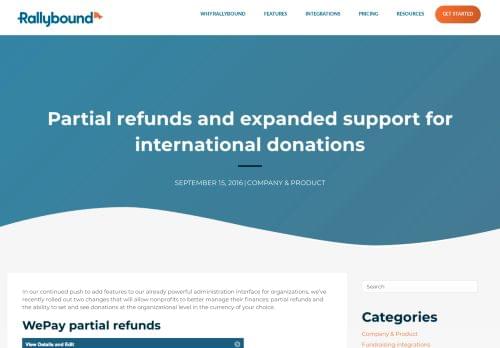 Rallybound
WHY RALLYBOUND FEATURES INTEGRATIONS PRICING RESOURCES GET STARTED
Partial refunds and expanded support for
international donations
SEPTEMBER 15, 2016 | COMPANY & PRODUCT
In our continued push to add features to our already powerful administration interface for organizations, we've
recently rolled out two changes that will allow nonprofits to better manage their finances: partial refunds and
the ability to set and see donations at the organizational level in the currency of your choice.
Search
WePay partial refunds
Categories
Company & Product
View Details and Edit
Fundraising integrations